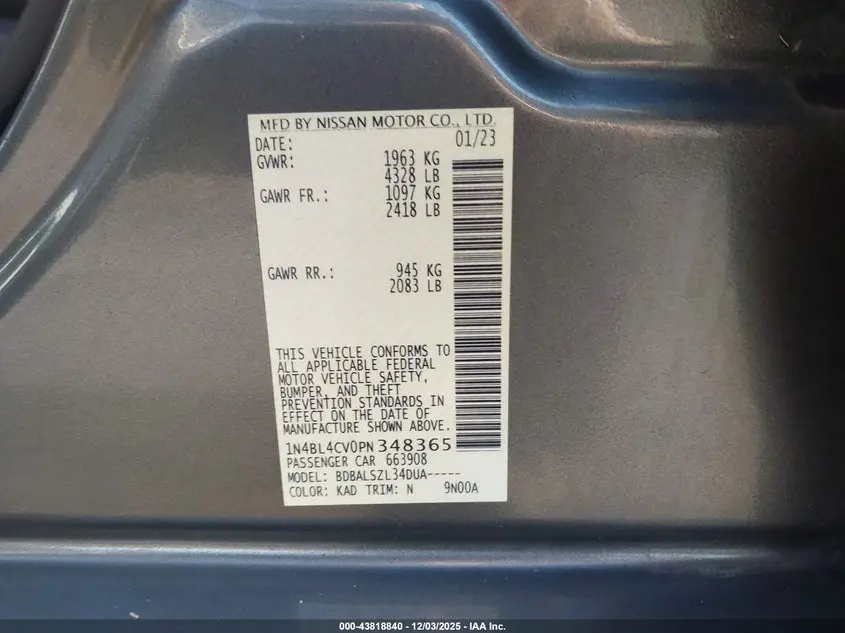 MFD BY NISSAN MOTOR CO., LTD.
DATE: 01/23
GVWR: 1963 KG
4328 LB
GAWR FR.: 1097 KG
2418 LB
GAWR RR.: 945 KG
2083 LB
THIS VEHICLE CONFORMS TO
ALL APPLICABLE FEDERAL
MOTOR VEHICLE SAFETY,
BUMPER, AND THEFT
PREVENTION STANDARDS IN
EFFECT ON THE DATE OF
MANUFACTURE SHOWN ABOVE.
1N4BL4CV0PN348365
PASSENGER CAR 663908
MODEL: BDBALSZL34DUA-----
COLOR: KAD TRIM: N 9N00A
000-43818840 - 12/03/2025 - IAA Inc.